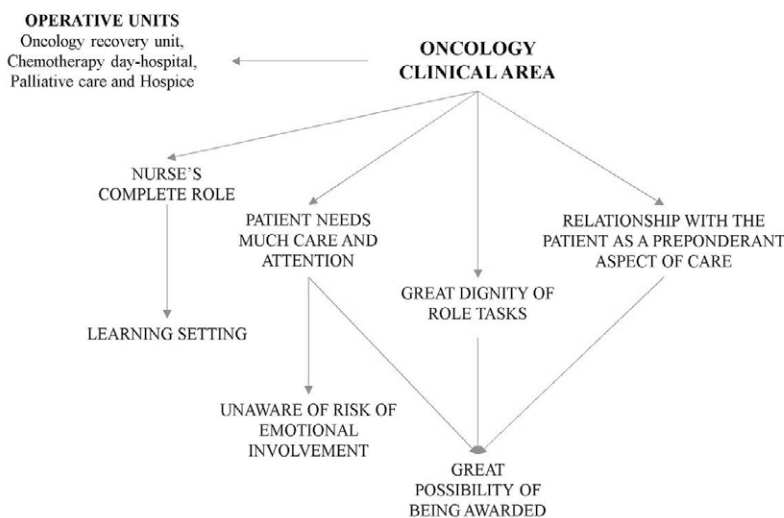 OPERATIVE UNITS
Oncology recovery unit,
Chemotherapy day-hospital,
Palliative care and Hospice
ONCOLOGY
CLINICAL AREA
NURSE'S
COMPLETE ROLE
PATIENT NEEDS
MUCH CARE AND
ATTENTION
RELATIONSHIP WITH THE
PATIENT AS A PREPONDERANT
ASPECT OF CARE
GREAT DIGNITY OF
ROLE TASKS
LEARNING SETTING
UNAWARE OF RISK OF
EMOTIONAL
INVOLVEMENT
GREAT
POSSIBILITY OF
BEING AWARDED